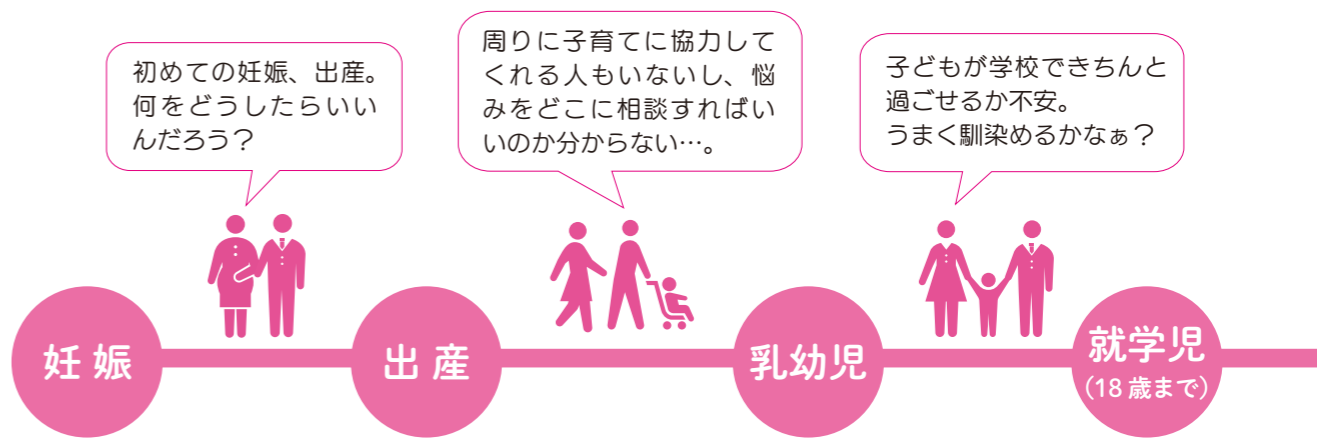 初めての妊娠、出産。
何をどうしたらいい
んだろう？
周りに子育てに協力して
くれる人もいないし、悩
みをどこに相談すればい
いのか分からない…。
子どもが学校できちんと
過ごせるか不安。
うまく馴染めるかなぁ？
妊娠
出産
乳幼児
就学児
（18歳まで）